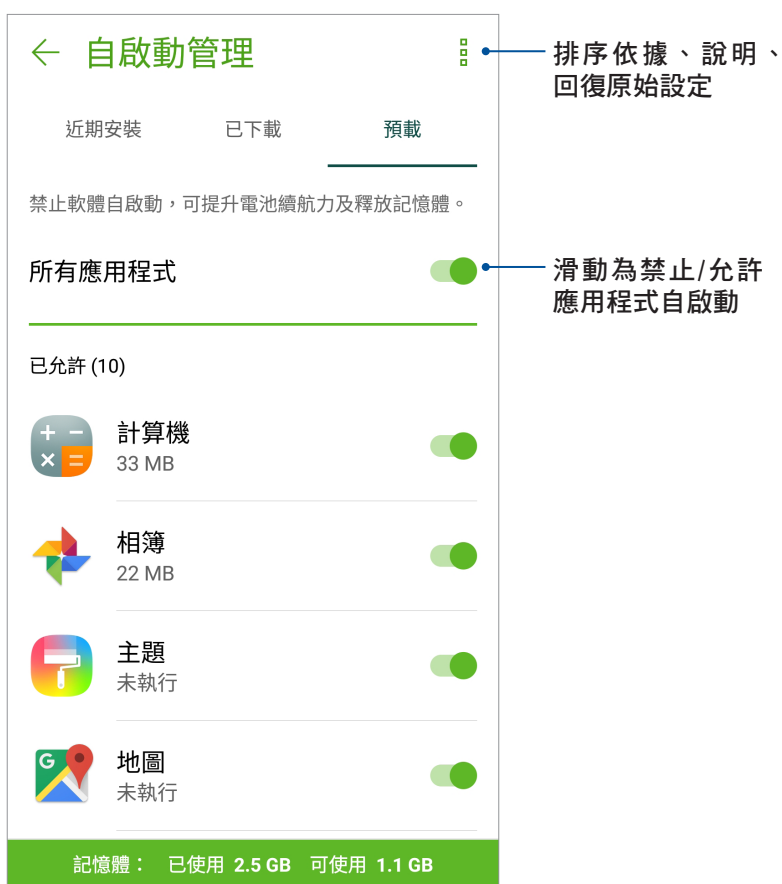 自啟動管理
排序依據、說明、
回復原始設定
近期安裝 已下載 預載
禁止軟體自啟動，可提升電池續航力及釋放記憶體。
所有應用程式
滑動為禁止/允許
應用程式自啟動
已允許 (10)
計算機
33 MB
相簿
22 MB
主題
未執行
G
地圖
未執行
記憶體： 已使用 2.5 GB 可使用 1.1 GB